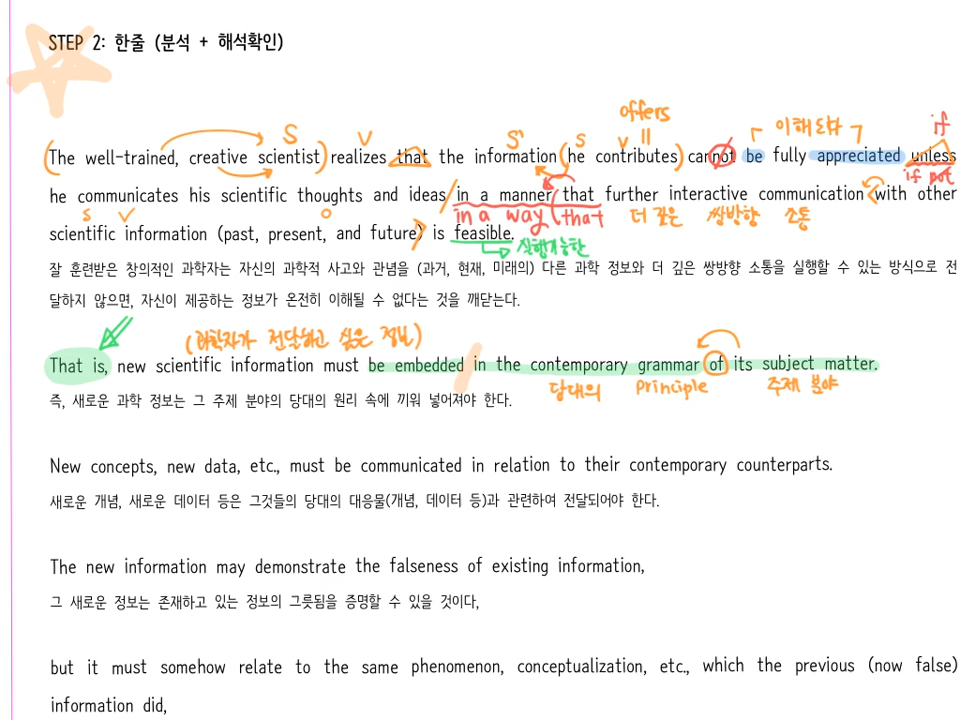 STEP 2: 한줄 (분석 + 해석확인)
offers
S V S' S V || 이해되다 if
The well-trained, creative scientist realizes that the information (he contributes) cannot be fully appreciated unless
if not
he communicates his scientific thoughts and ideas in a manner that further interactive communication with other
S V O in a way that 더 깊은 쌍방향 소통
scientific information (past, present, and future) is feasible.
실행가능한
잘 훈련받은 창의적인 과학자는 자신의 과학적 사고와 관념을 (과거, 현재, 미래의) 다른 과학 정보와 더 깊은 쌍방향 소통을 실행할 수 있는 방식으로 전
달하지 않으면, 자신이 제공하는 정보가 온전히 이해될 수 없다는 것을 깨닫는다.
(과학자가 전달하고 싶은 정보)
That is, new scientific information must be embedded in the contemporary grammar of its subject matter.
당대의 principle 주제 분야
즉, 새로운 과학 정보는 그 주제 분야의 당대의 원리 속에 끼워 넣어져야 한다.
New concepts, new data, etc., must be communicated in relation to their contemporary counterparts.
새로운 개념, 새로운 데이터 등은 그것들의 당대의 대응물(개념, 데이터 등)과 관련하여 전달되어야 한다.
The new information may demonstrate the falseness of existing information,
그 새로운 정보는 존재하고 있는 정보의 그릇됨을 증명할 수 있을 것이다,
but it must somehow relate to the same phenomenon, conceptualization, etc., which the previous (now false)
information did,